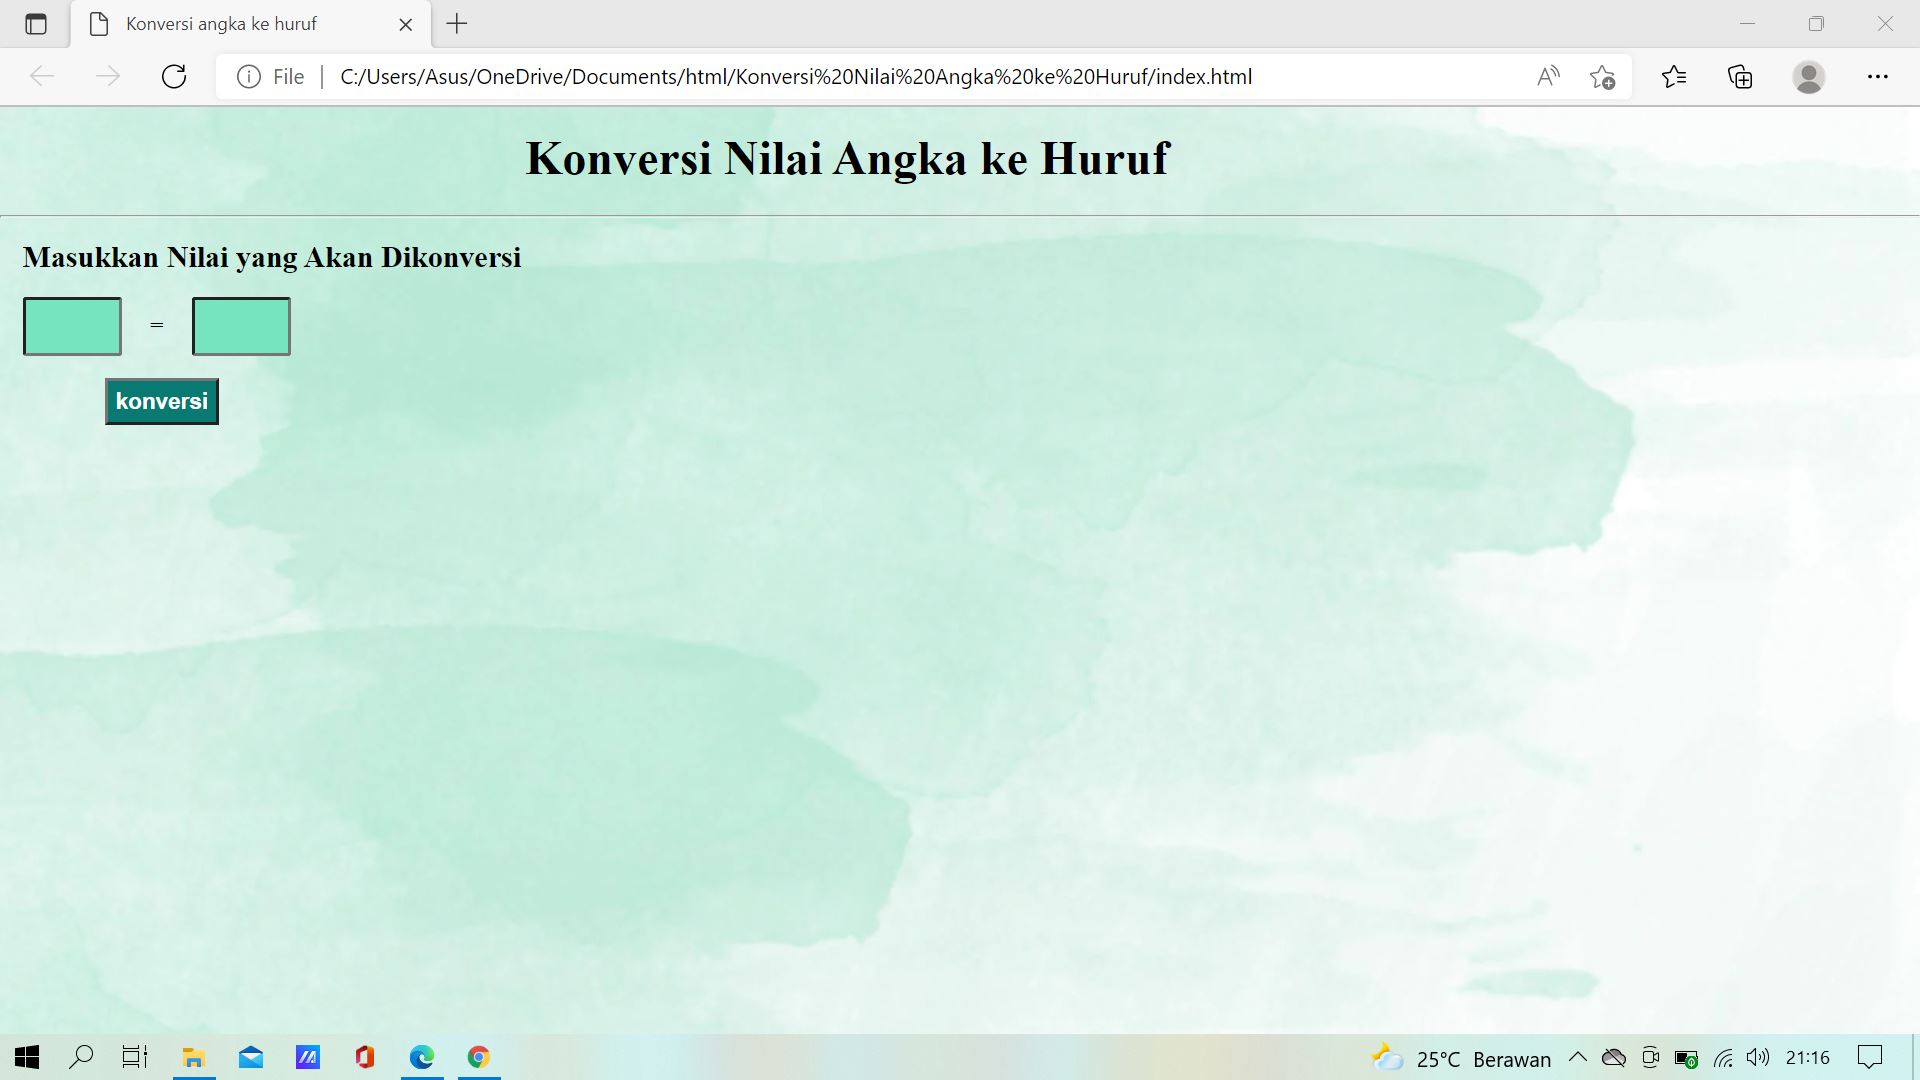 Konversi angka ke huruf
File
C:/Users/Asus/OneDrive/Documents/html/Konversi%20Nilai%20Angka%20ke%20Huruf/index.html
Konversi Nilai Angka ke Huruf
Masukkan Nilai yang Akan Dikonversi
=
konversi
25°C Berawan 21:16